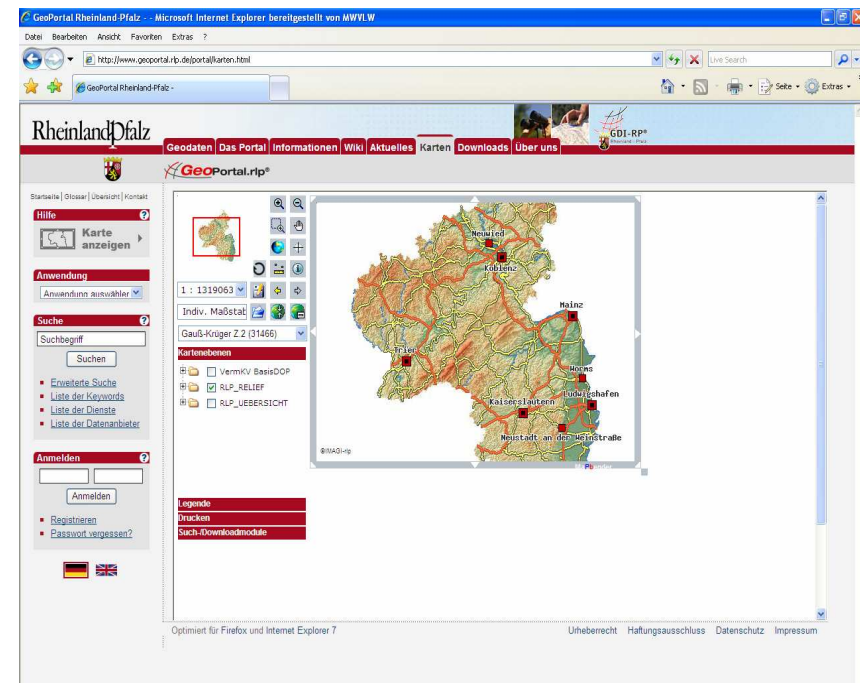 GeoPortal Rheinland-Pfalz - - Microsoft Internet Explorer bereitgestellt von MWVLW
Datei Bearbeiten Ansicht Favoriten Extras ?
http://www.geoportal.rlp.de/portal/karten.html
Live Search
GeoPortal Rheinland-Pfalz -
Seite
Extras
RheinlandPfalz
GDI-RP®
Rheinland-Pfalz
Geodaten Das Portal Informationen Wiki Aktuelles Karten Downloads Über uns
GeoPortal.rlp®
Startseite | Glossar | Übersicht | Kontakt
Hilfe ?
Karte anzeigen
Anwendung
Anwendung auswähler
Suche ?
Suchbegriff
Suchen
Erweiterte Suche
Liste der Keywords
Liste der Dienste
Liste der Datenanbieter
Anmelden ?
Anmelden
Registrieren
Passwort vergessen?
1 : 1319063
Indiv. Maßstab
Gauß-Krüger Z.2 (31466)
Kartenebenen
VermKV BasisDOP
RLP_RELIEF
RLP_UEBERSICHT
Legende
Drucken
Such-/Downloadmodule
Neuwied
Koblenz
Mainz
Trier
Worms
Ludwigshafen
Kaiserslautern
Neustadt an der Weinstraße
©IMAGI-rlp
Optimiert für Firefox und Internet Explorer 7
Urheberrecht Haftungsausschluss Datenschutz Impressum